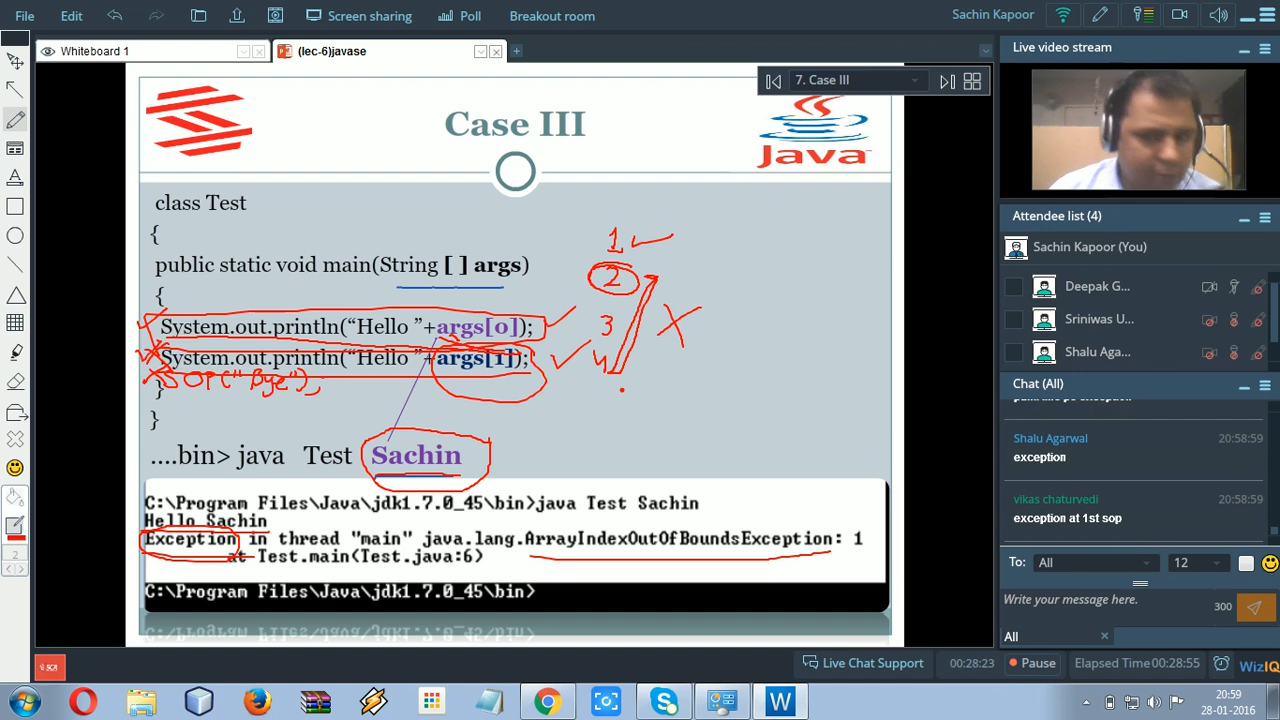 File Edit Screen sharing Poll Breakout room Sachin Kapoor
Whiteboard 1 (lec-6)javase
Live video stream
7. Case III
Case III
Java
class Test
{
public static void main(String [ ] args)
{
System.out.println(“Hello ”+args[0]);
System.out.println(“Hello ”+args[1]);
SOP("Bye");
}
}
1
2
3
4
....bin> java Test Sachin
C:\Program Files\Java\jdk1.7.0_45\bin>java Test Sachin
Hello Sachin
Exception in thread "main" java.lang.ArrayIndexOutOfBoundsException: 1
at Test.main(Test.java:6)
C:\Program Files\Java\jdk1.7.0_45\bin>
Attendee list (4)
Sachin Kapoor (You)
Deepak G...
Sriniwas U...
Shalu Aga...
Chat (All)
Shalu Agarwal 20:58:59
exception
vikas chaturvedi 20:58:59
exception at 1st sop
To: All 12
Write your message here. 300
All
2
Live Chat Support 00:28:23 Pause Elapsed Time 00:28:55 WizIQ
20:59
28-01-2016